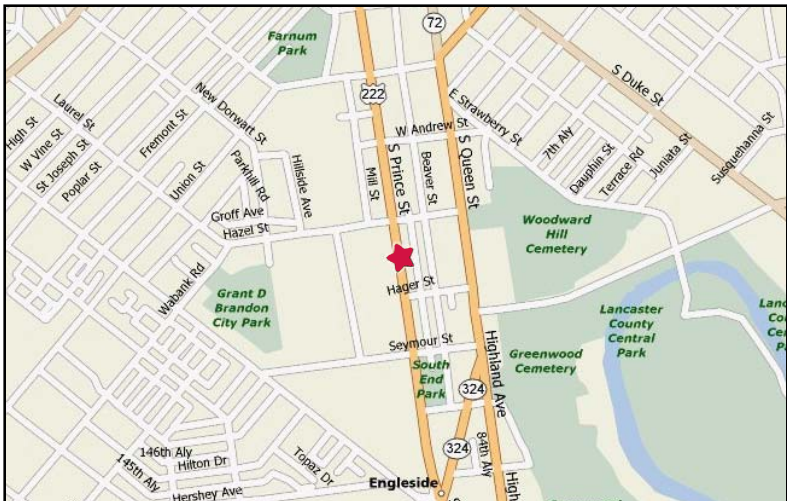 72
Farnum
Park
S Duke St
222
New Dorwart St
E Strawberry St
Laurel St
High St
W Vine St
St Joseph St
Poplar St
Fremont St
W Andrew St
S Queen St
S Prince St
Beaver St
Mill St
7th Aly
Dauphin St
Terrace Rd
Juniata St
Susquehanna St
Union St
Parkhill Rd
Hillside Ave
Groff Ave
Hazel St
Woodward
Hill
Cemetery
Wabank Rd
Hager St
Grant D
Brandon
City Park
Lancaster
County
Central
Park
Seymour St
Highland Ave
Greenwood
Cemetery
South
End
Park
324
324
84th Aly
146th Aly
145th Aly
Hilton Dr
Topaz Dr
Hershey Ave
Engleside